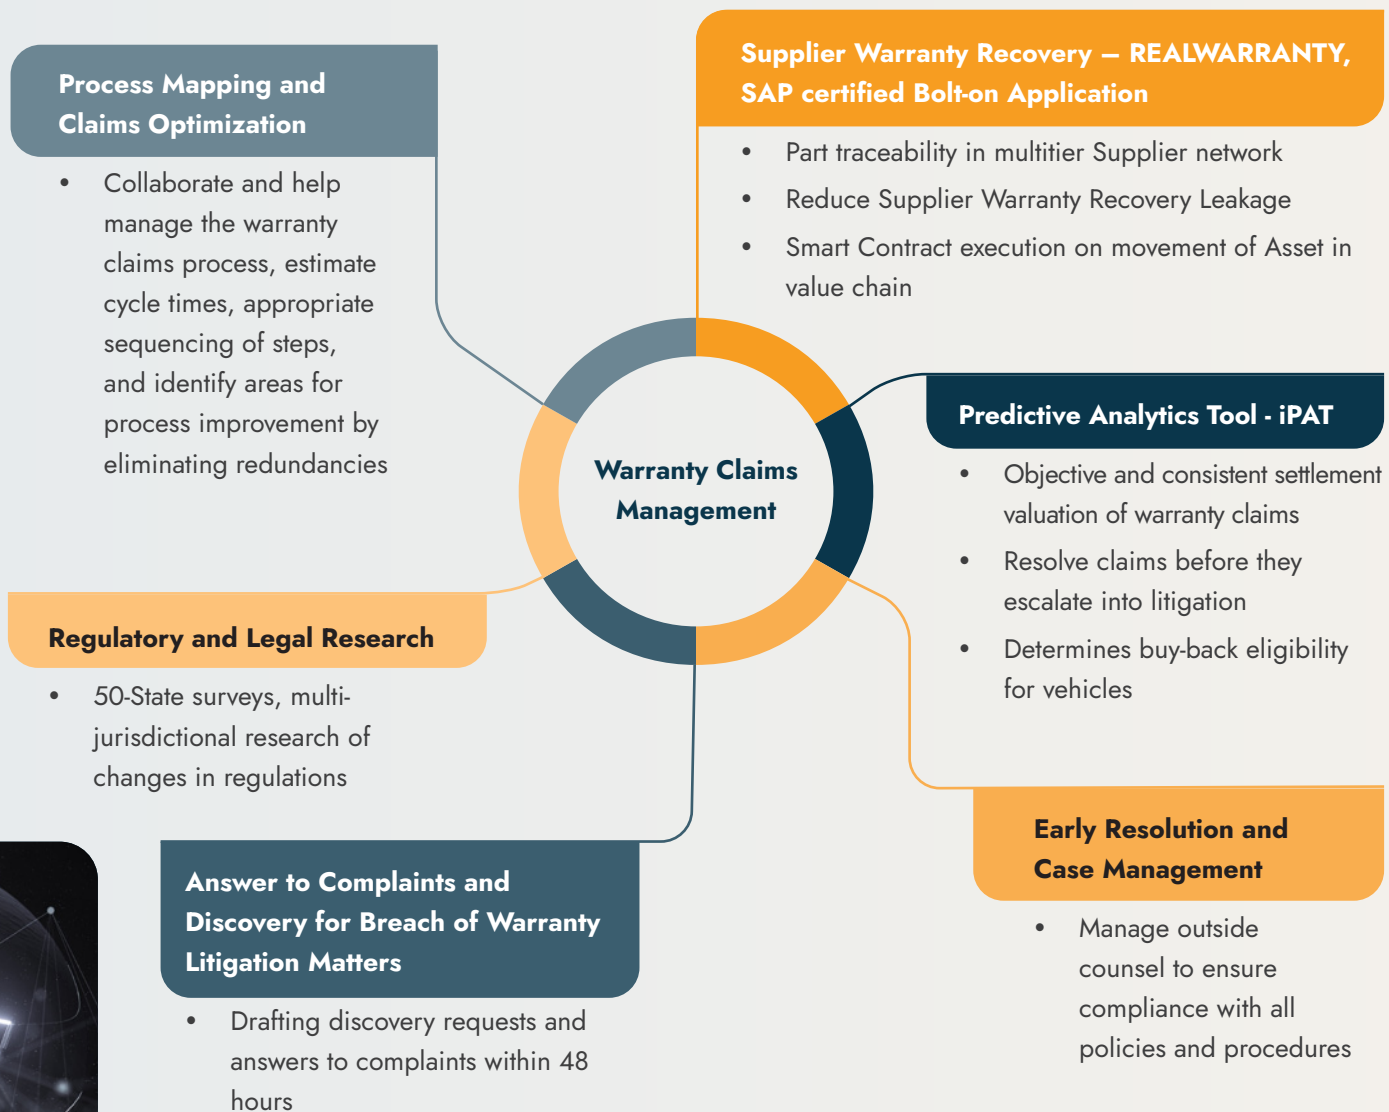 Process Mapping and
Claims Optimization
• Collaborate and help
manage the warranty
claims process, estimate
cycle times, appropriate
sequencing of steps,
and identify areas for
process improvement by
eliminating redundancies
Supplier Warranty Recovery – REALWARRANTY,
SAP certified Bolt-on Application
• Part traceability in multitier Supplier network
• Reduce Supplier Warranty Recovery Leakage
• Smart Contract execution on movement of Asset in
value chain
Warranty Claims
Management
Predictive Analytics Tool - iPAT
• Objective and consistent settlement
valuation of warranty claims
• Resolve claims before they
escalate into litigation
• Determines buy-back eligibility
for vehicles
Regulatory and Legal Research
• 50-State surveys, multi-
jurisdictional research of
changes in regulations
Early Resolution and
Case Management
• Manage outside
counsel to ensure
compliance with all
policies and procedures
Answer to Complaints and
Discovery for Breach of Warranty
Litigation Matters
• Drafting discovery requests and
answers to complaints within 48
hours